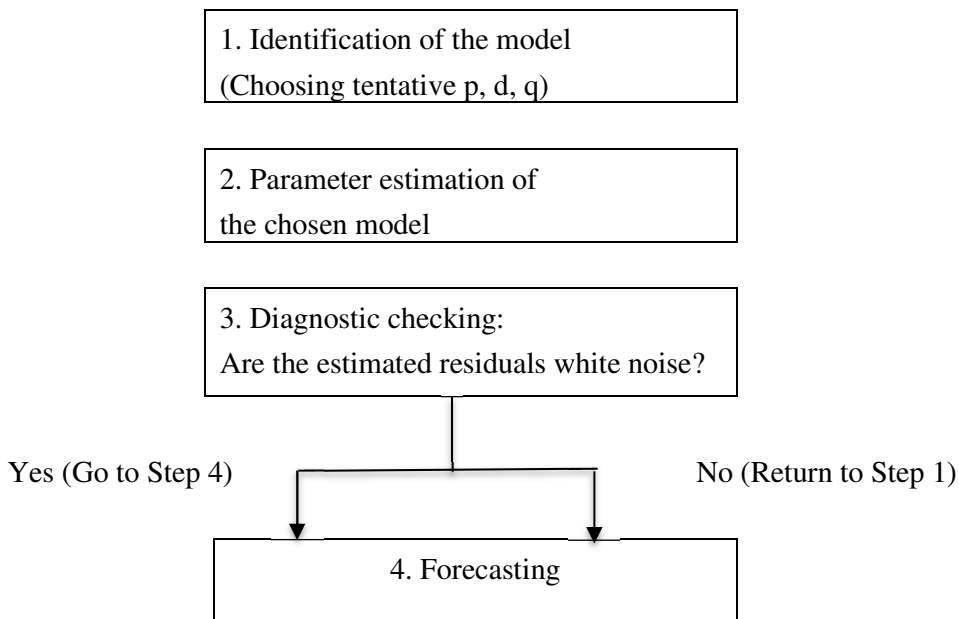 1. Identification of the model
(Choosing tentative p, d, q)
2. Parameter estimation of
the chosen model
3. Diagnostic checking:
Are the estimated residuals white noise?
Yes (Go to Step 4)
No (Return to Step 1)
4. Forecasting